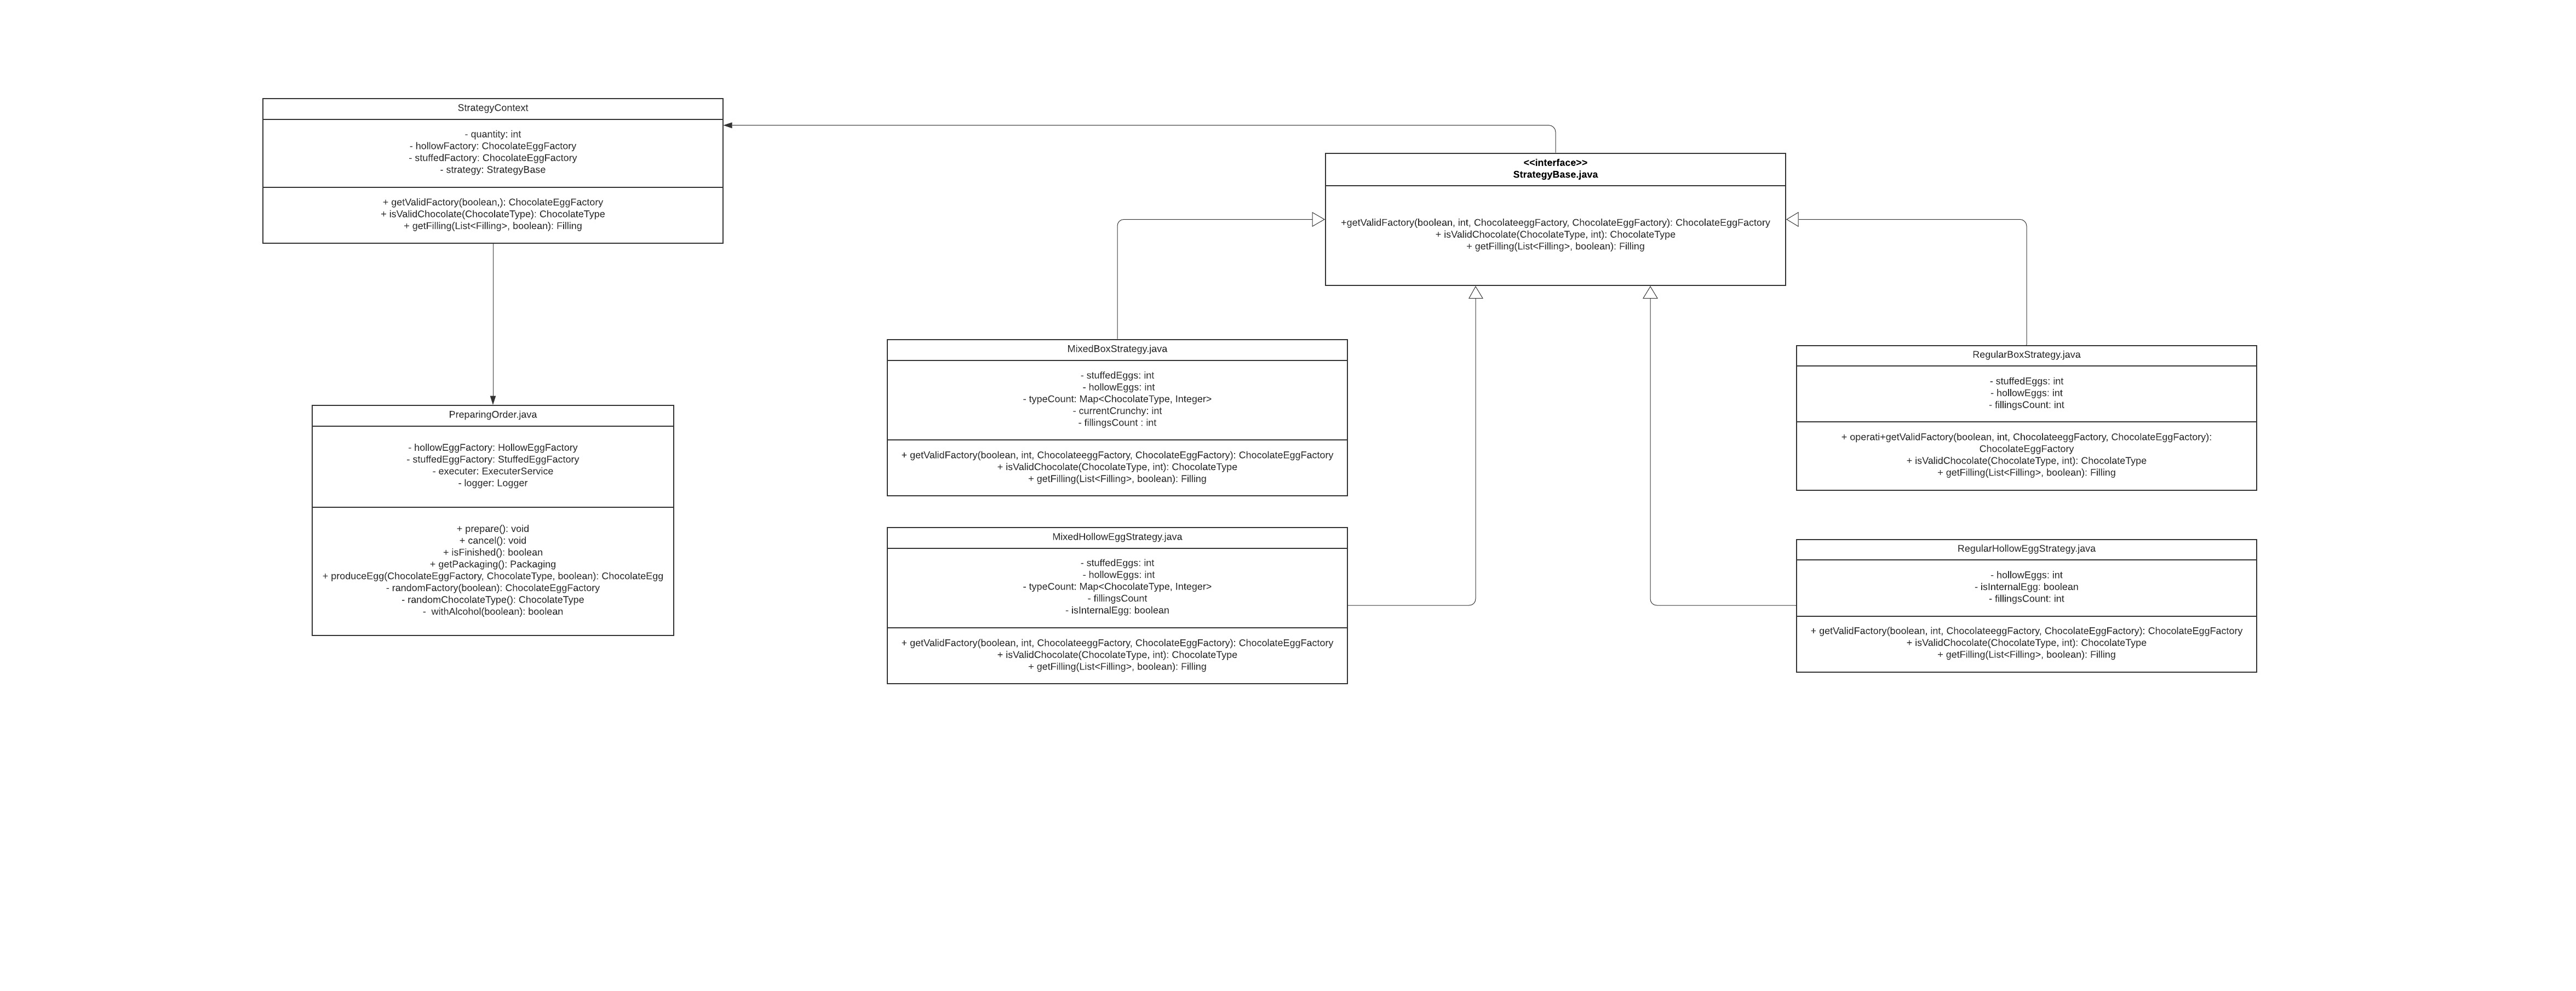 StrategyContext
- quantity: int
- hollowFactory: ChocolateEggFactory
- stuffedFactory: ChocolateEggFactory
- strategy: StrategyBase
+ getValidFactory(boolean,): ChocolateEggFactory
+ isValidChocolate(ChocolateType): ChocolateType
+ getFilling(List<Filling>, boolean): Filling
<<interface>>
StrategyBase.java
+getValidFactory(boolean, int, ChocolateeggFactory, ChocolateEggFactory): ChocolateEggFactory
+ isValidChocolate(ChocolateType, int): ChocolateType
+ getFilling(List<Filling>, boolean): Filling
MixedBoxStrategy.java
- stuffedEggs: int
- hollowEggs: int
- typeCount: Map<ChocolateType, Integer>
- currentCrunchy: int
- fillingsCount : int
+ getValidFactory(boolean, int, ChocolateeggFactory, ChocolateEggFactory): ChocolateEggFactory
+ isValidChocolate(ChocolateType, int): ChocolateType
+ getFilling(List<Filling>, boolean): Filling
RegularBoxStrategy.java
- stuffedEggs: int
- hollowEggs: int
- fillingsCount: int
+ operati+getValidFactory(boolean, int, ChocolateeggFactory, ChocolateEggFactory):
ChocolateEggFactory
+ isValidChocolate(ChocolateType, int): ChocolateType
+ getFilling(List<Filling>, boolean): Filling
PreparingOrder.java
- hollowEggFactory: HollowEggFactory
- stuffedEggFactory: StuffedEggFactory
- executer: ExecuterService
- logger: Logger
+ prepare(): void
+ cancel(): void
+ isFinished(): boolean
+ getPackaging(): Packaging
+ produceEgg(ChocolateEggFactory, ChocolateType, boolean): ChocolateEgg
- randomFactory(boolean): ChocolateEggFactory
- randomChocolateType(): ChocolateType
- withAlcohol(boolean): boolean
MixedHollowEggStrategy.java
- stuffedEggs: int
- hollowEggs: int
- typeCount: Map<ChocolateType, Integer>
- fillingsCount
- isInternalEgg: boolean
+ getValidFactory(boolean, int, ChocolateeggFactory, ChocolateEggFactory): ChocolateEggFactory
+ isValidChocolate(ChocolateType, int): ChocolateType
+ getFilling(List<Filling>, boolean): Filling
RegularHollowEggStrategy.java
- hollowEggs: int
- isInternalEgg: boolean
- fillingsCount: int
+ getValidFactory(boolean, int, ChocolateeggFactory, ChocolateEggFactory): ChocolateEggFactory
+ isValidChocolate(ChocolateType, int): ChocolateType
+ getFilling(List<Filling>, boolean): Filling